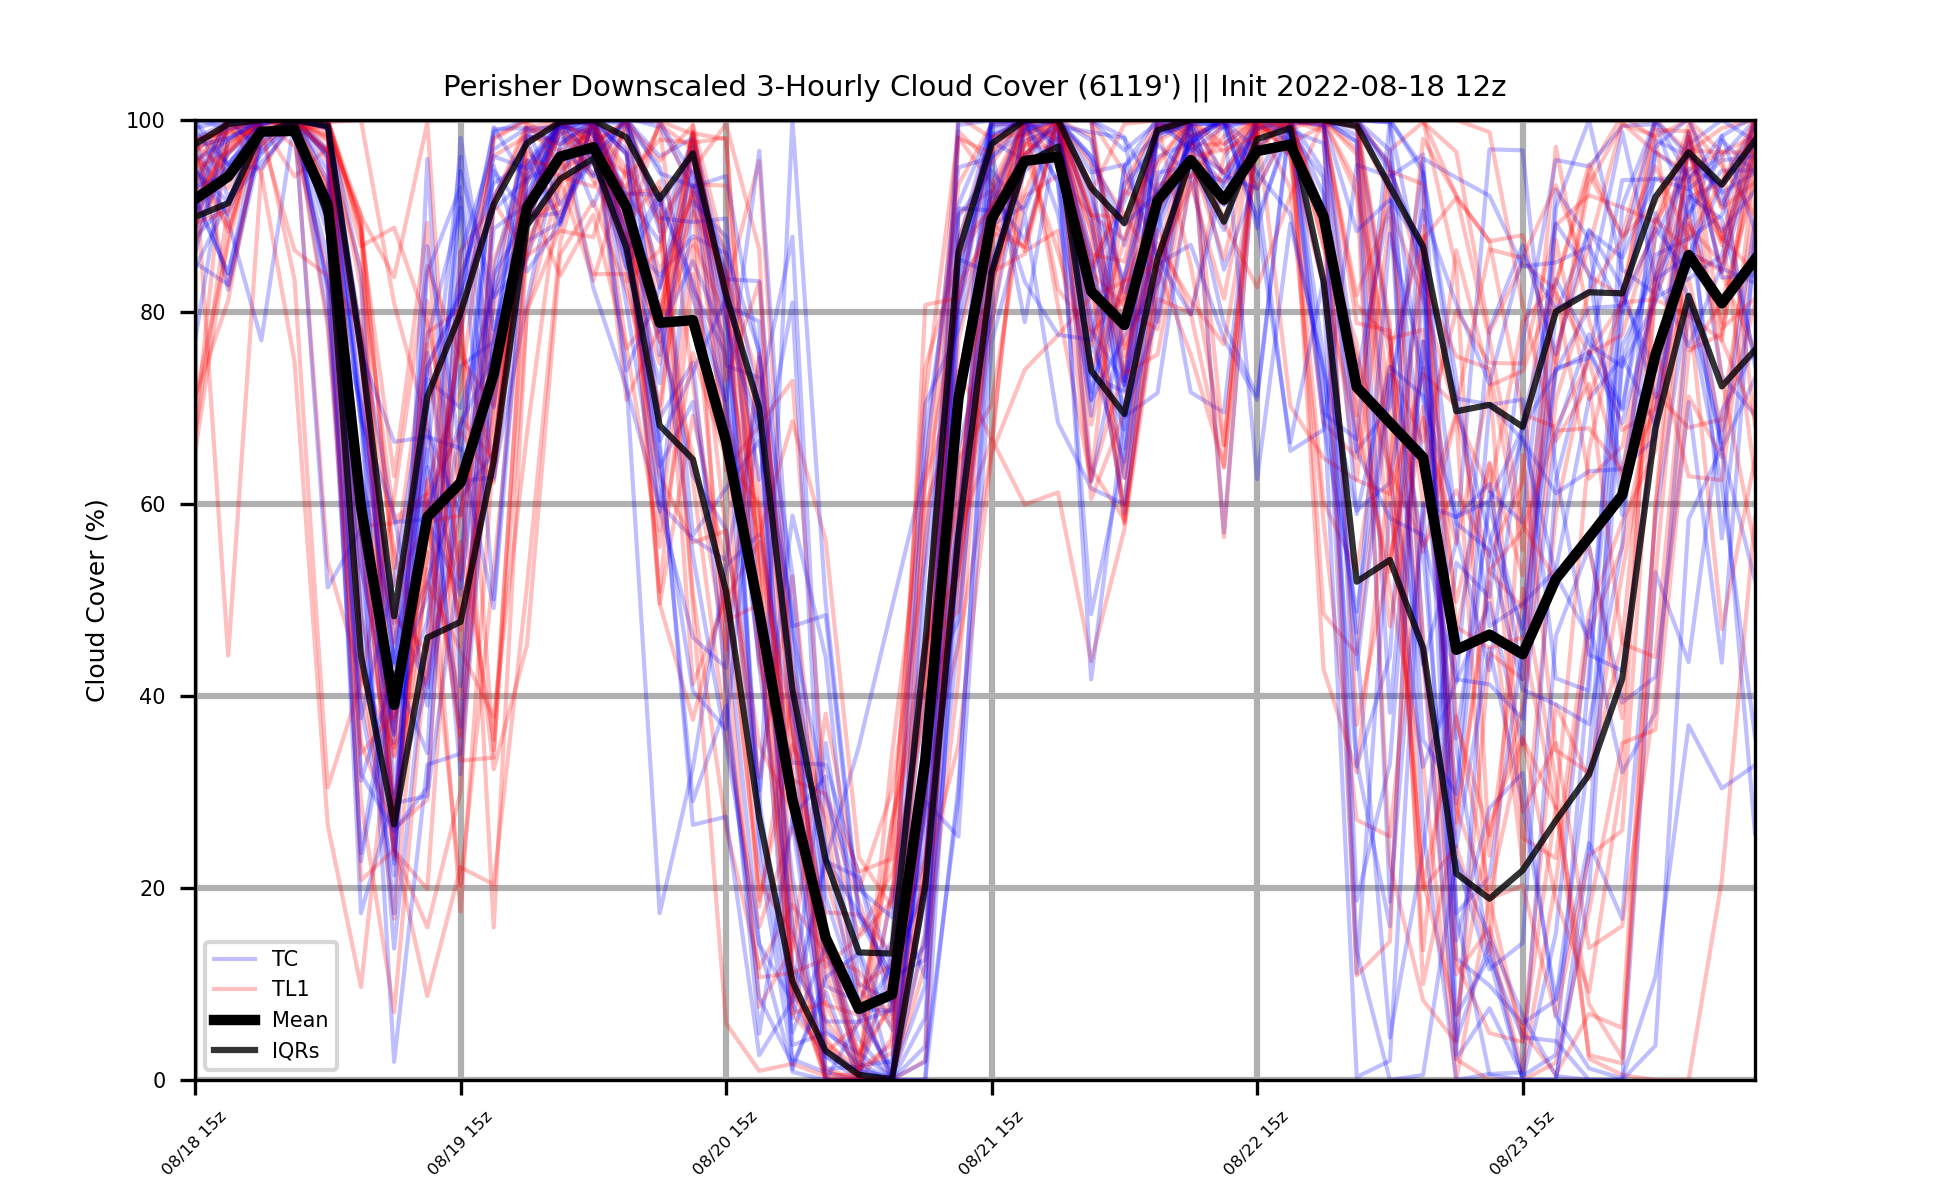 Perisher Downscaled 3-Hourly Cloud Cover (6119') || Init 2022-08-18 12z
Cloud Cover (%)
100
80
60
40
20
0
TC
TL1
Mean
IQRs
08/18 15z
08/19 15z
08/20 15z
08/21 15z
08/22 15z
08/23 15z